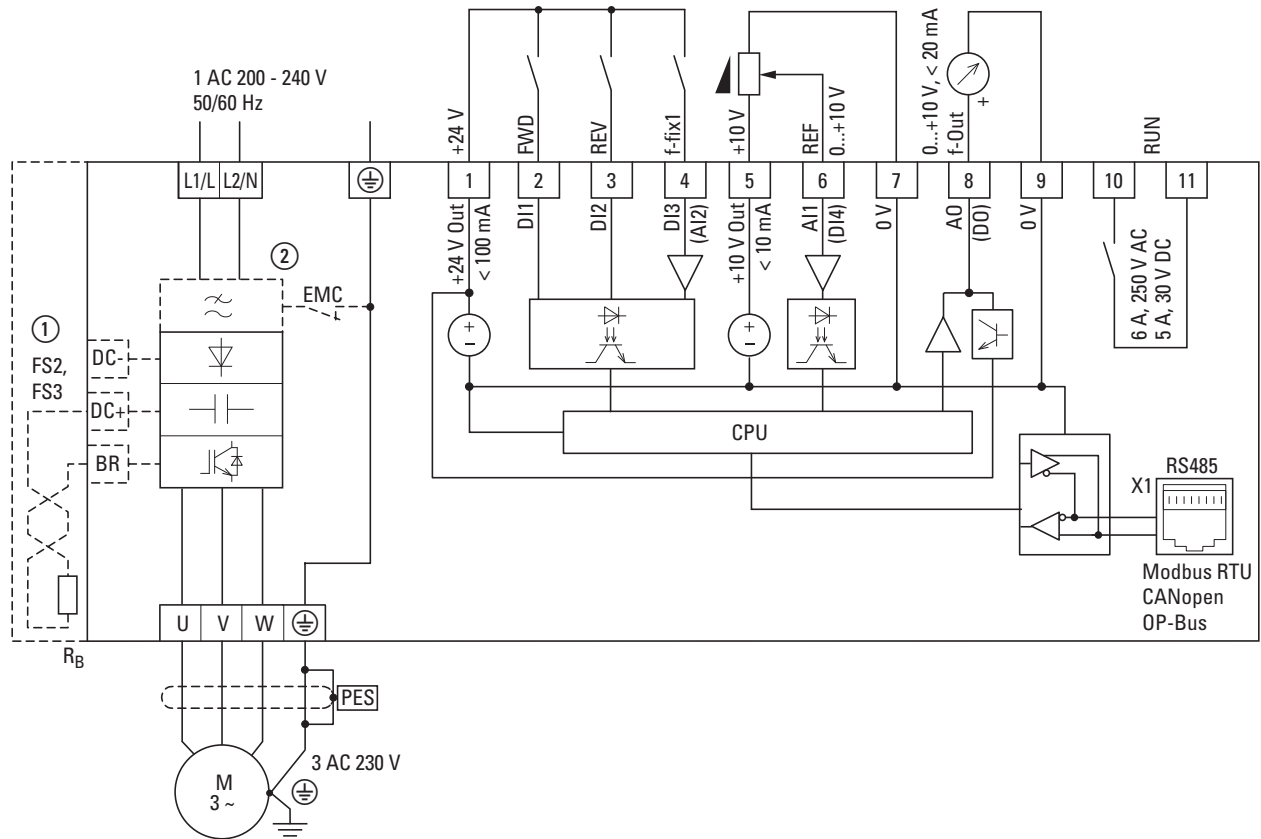 1 AC 200 - 240 V
50/60 Hz
+24 V
FWD
REV
f-fix1
+10 V
REF
0...+10 V
0...+10 V, < 20 mA
f-Out
+
RUN
L1/L
L2/N
1
2
3
4
5
6
7
8
9
10
11
+24 V Out
< 100 mA
DI1
DI2
DI3
(AI2)
+10 V Out
< 10 mA
AI1
(DI4)
0 V
AO
(DO)
0 V
6 A, 250 V AC
5 A, 30 V DC
2
EMC
1
FS2,
FS3
DC-
DC+
BR
+
-
+
-
CPU
X1
RS485
Modbus RTU
CANopen
OP-Bus
U
V
W
RB
PES
3 AC 230 V
M
3 ~